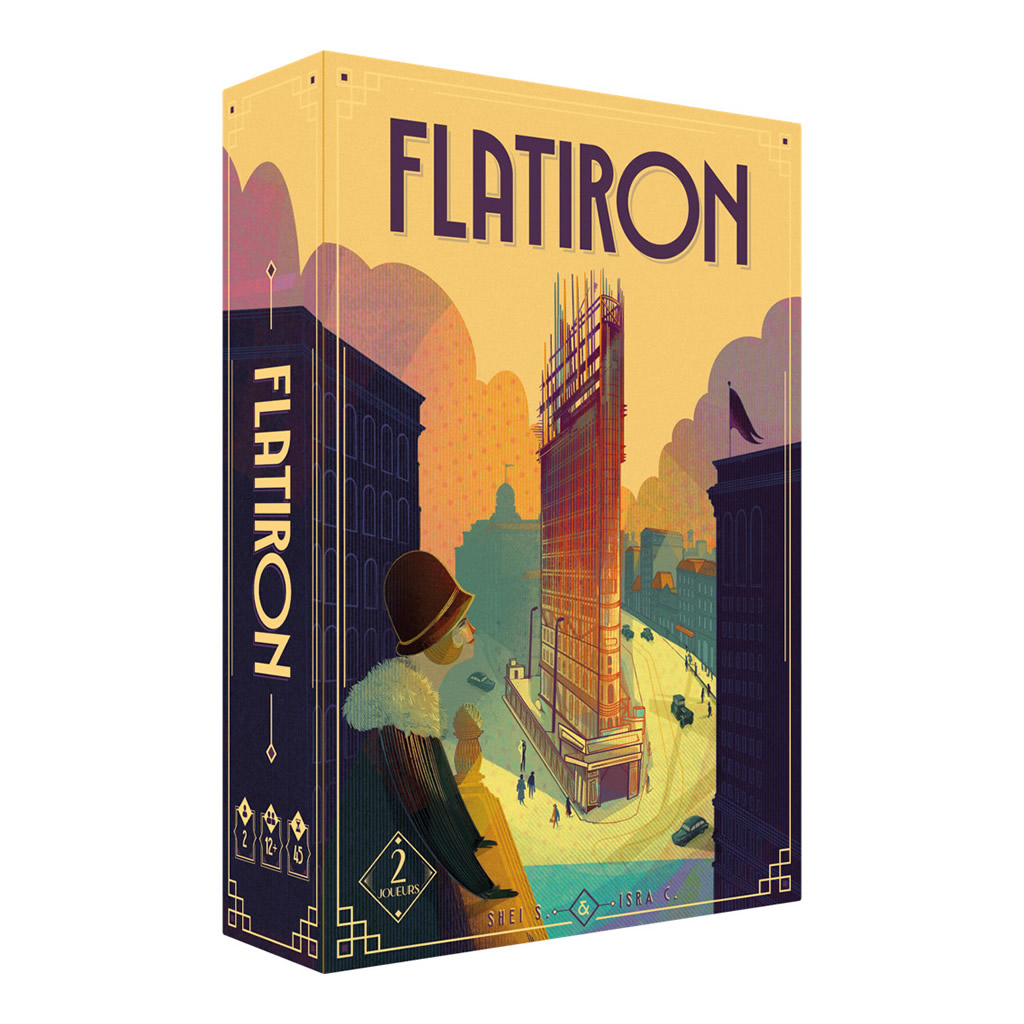 FLATIRON
FLATIRON
2
12+
45
2
JOUEURS
SHEI S. & ISRA C.